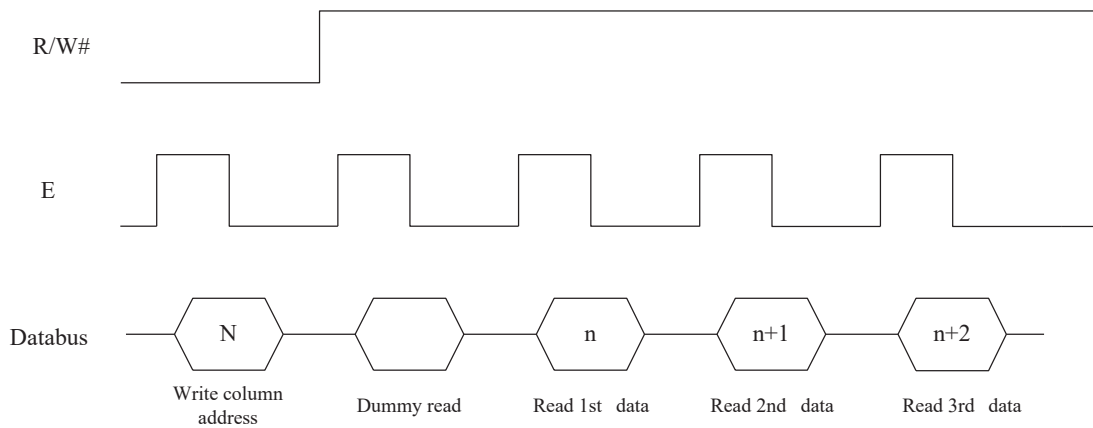 R/W#
E
Databus
N
n
n+1
n+2
Write column
address
Dummy read
Read 1st data
Read 2nd data
Read 3rd data